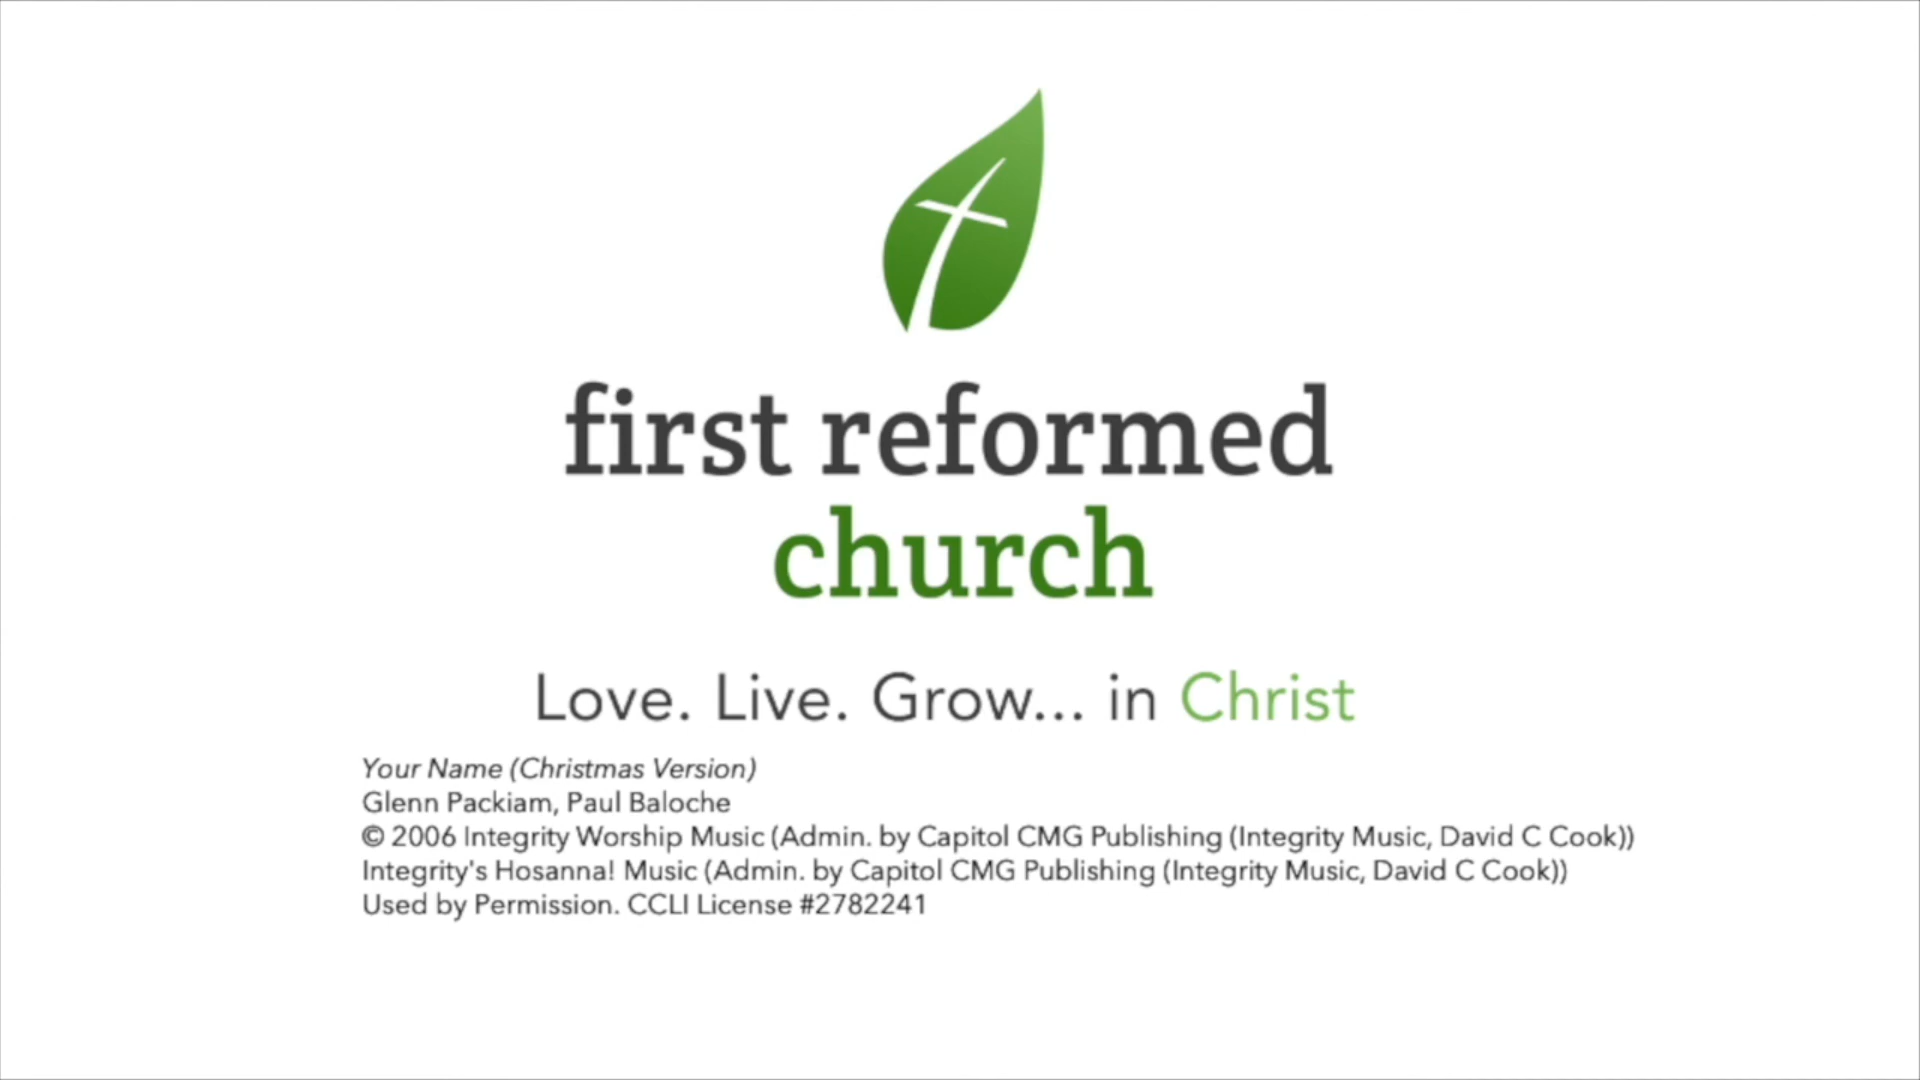 first reformed
church
Love. Live. Grow... in Christ
Your Name (Christmas Version)
Glenn Packiam, Paul Baloche
© 2006 Integrity Worship Music (Admin. by Capitol CMG Publishing (Integrity Music, David C Cook))
Integrity's Hosanna! Music (Admin. by Capitol CMG Publishing (Integrity Music, David C Cook))
Used by Permission. CCLI License #2782241